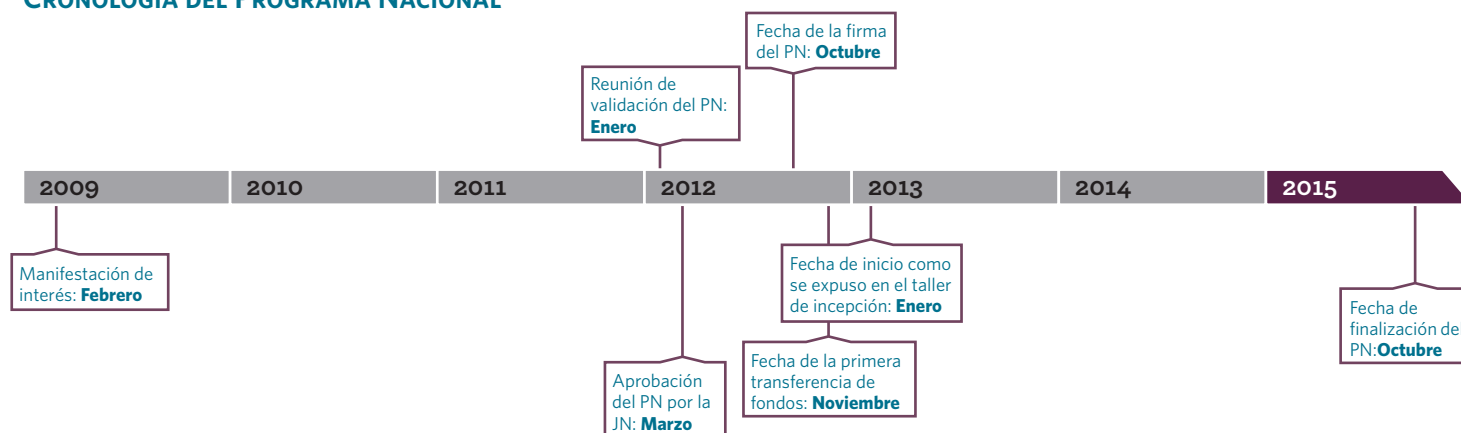 CRONOLOGÍA DEL PROGRAMA NACIONAL
Fecha de la firma
del PN: Octubre
Reunión de
validación del PN:
Enero
2009 2010 2011 2012 2013 2014 2015
Manifestación de
interés: Febrero
Fecha de inicio como
se expuso en el taller
de incepción: Enero
Fecha de
finalización de
PN:Octubre
Fecha de la primera
transferencia de
fondos: Noviembre
Aprobación
del PN por la
JN: Marzo